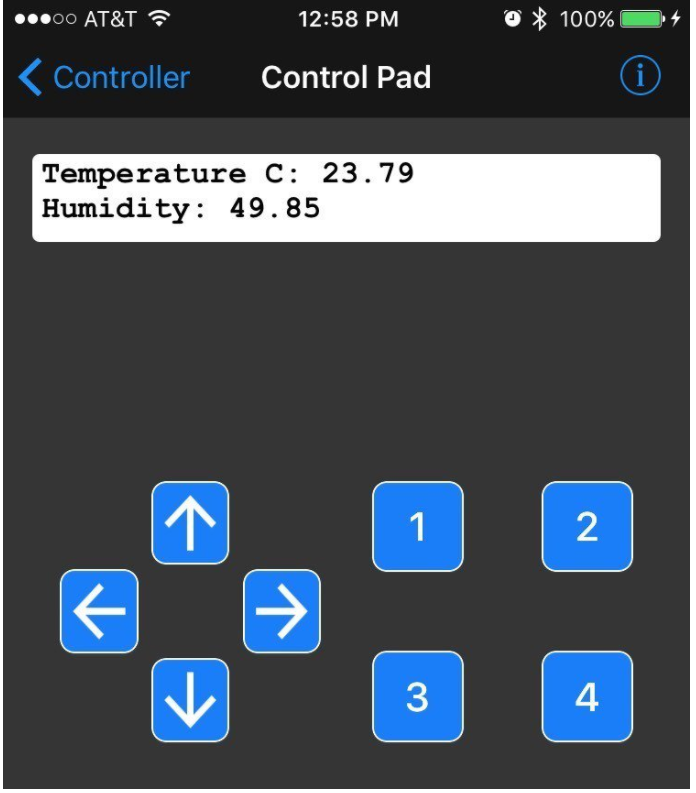 AT&T 12:58 PM 100%
Controller Control Pad i
Temperature C: 23.79
Humidity: 49.85
1 2
3 4